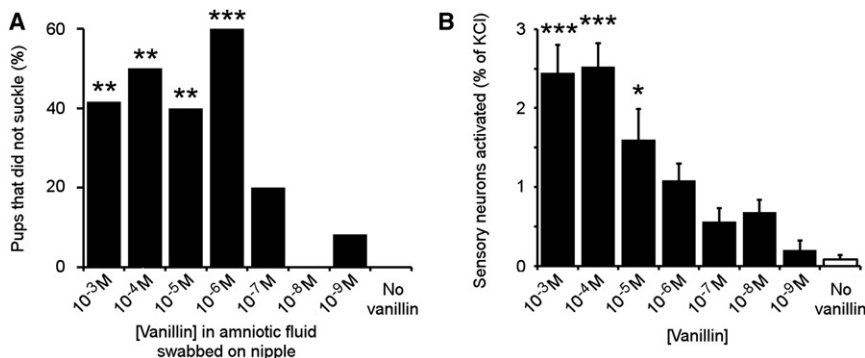 A
Pups that did not suckle (%)
60
40
20
0
**
**
**
***
10⁻³M
10⁻⁴M
10⁻⁵M
10⁻⁶M
10⁻⁷M
10⁻⁸M
10⁻⁹M
No
vanillin
[Vanillin] in amniotic fluid
swabbed on nipple
B
Sensory neurons activated (% of KCl)
3
2
1
0
***
***
*
10⁻³M
10⁻⁴M
10⁻⁵M
10⁻⁶M
10⁻⁷M
10⁻⁸M
10⁻⁹M
No
vanillin
[Vanillin]